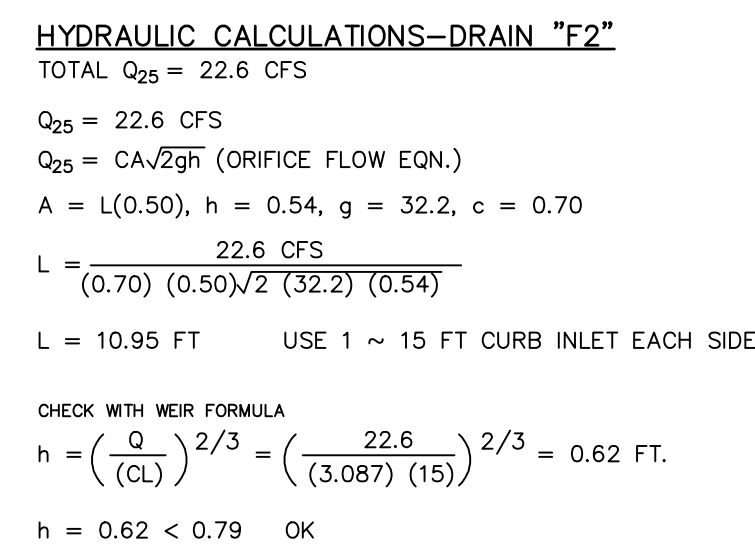 HYDRAULIC CALCULATIONS–DRAIN "F2"
TOTAL Q25 = 22.6 CFS
Q25 = 22.6 CFS
Q25 = CA√2gh (ORIFICE FLOW EQN.)
A = L(0.50), h = 0.54, g = 32.2, c = 0.70
L = 22.6 CFS / (0.70) (0.50)√2 (32.2) (0.54)
L = 10.95 FT USE 1 ~ 15 FT CURB INLET EACH SIDE
CHECK WITH WEIR FORMULA
h = (Q / (CL))^2/3 = (22.6 / (3.087) (15))^2/3 = 0.62 FT.
h = 0.62 < 0.79 OK